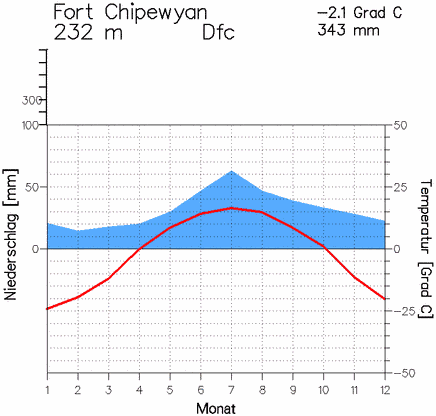 Fort Chipewyan
−2.1 Grad C
232 m
Dfc
343 mm
300
100
50
0
Niederschlag [mm]
50
25
0
−25
−50
Temperatur [Grad C]
1 2 3 4 5 6 7 8 9 10 11 12
Monat